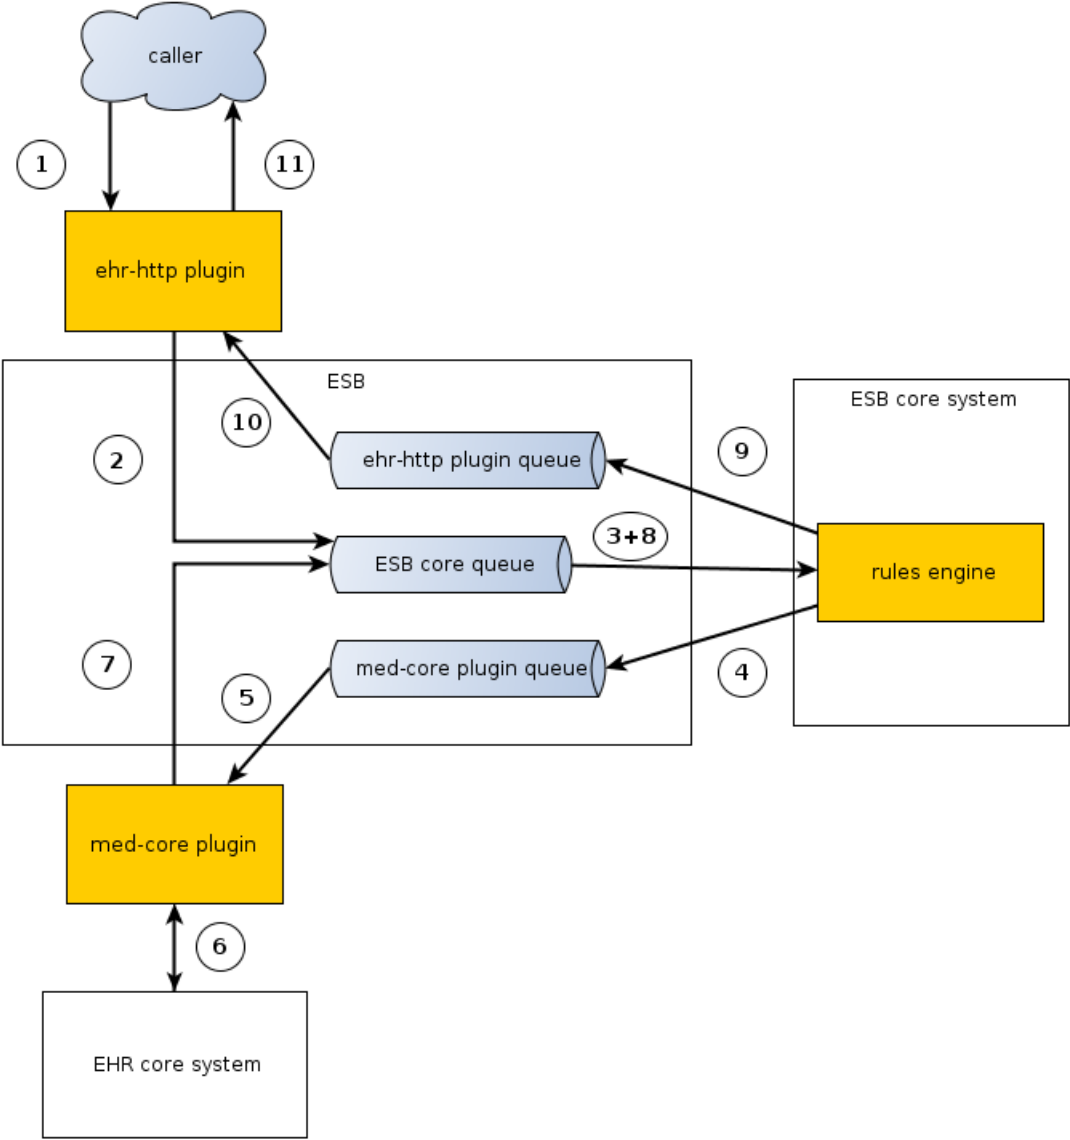 caller
1
11
ehr-http plugin
ESB
ESB core system
10
2
9
ehr-http plugin queue
3+8
ESB core queue
rules engine
7
med-core plugin queue
4
5
med-core plugin
6
EHR core system